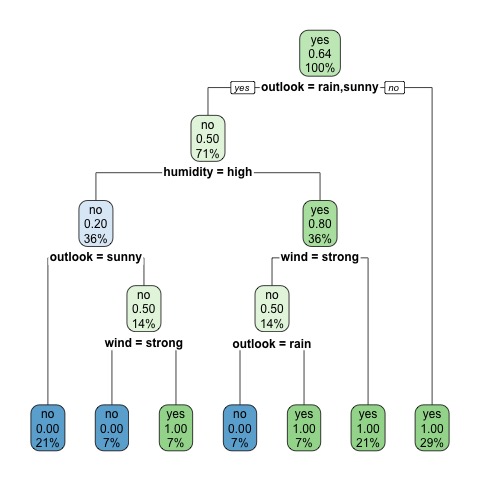 yes
0.64
100%
yes outlook = rain,sunny no
no
0.50
71%
humidity = high
no
0.20
36%
yes
0.80
36%
outlook = sunny
wind = strong
no
0.50
14%
no
0.50
14%
wind = strong
outlook = rain
no
0.00
21%
no
0.00
7%
yes
1.00
7%
no
0.00
7%
yes
1.00
7%
yes
1.00
21%
yes
1.00
29%